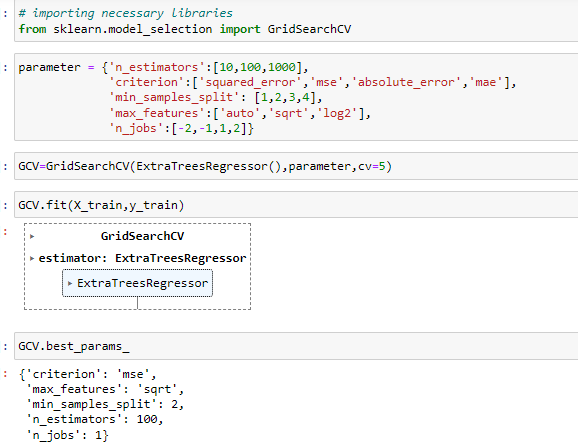 : # importing necessary libraries
from sklearn.model_selection import GridSearchCV
: parameter = {'n_estimators':[10,100,1000],
'criterion':['squared_error','mse','absolute_error','mae'],
'min_samples_split': [1,2,3,4],
'max_features':['auto','sqrt','log2'],
'n_jobs':[-2,-1,1,2]}
: GCV=GridSearchCV(ExtraTreesRegressor(),parameter,cv=5)
: GCV.fit(X_train,y_train)
: ▸ GridSearchCV
▸ estimator: ExtraTreesRegressor
▸ ExtraTreesRegressor
: GCV.best_params_
: {'criterion': 'mse',
'max_features': 'sqrt',
'min_samples_split': 2,
'n_estimators': 100,
'n_jobs': 1}